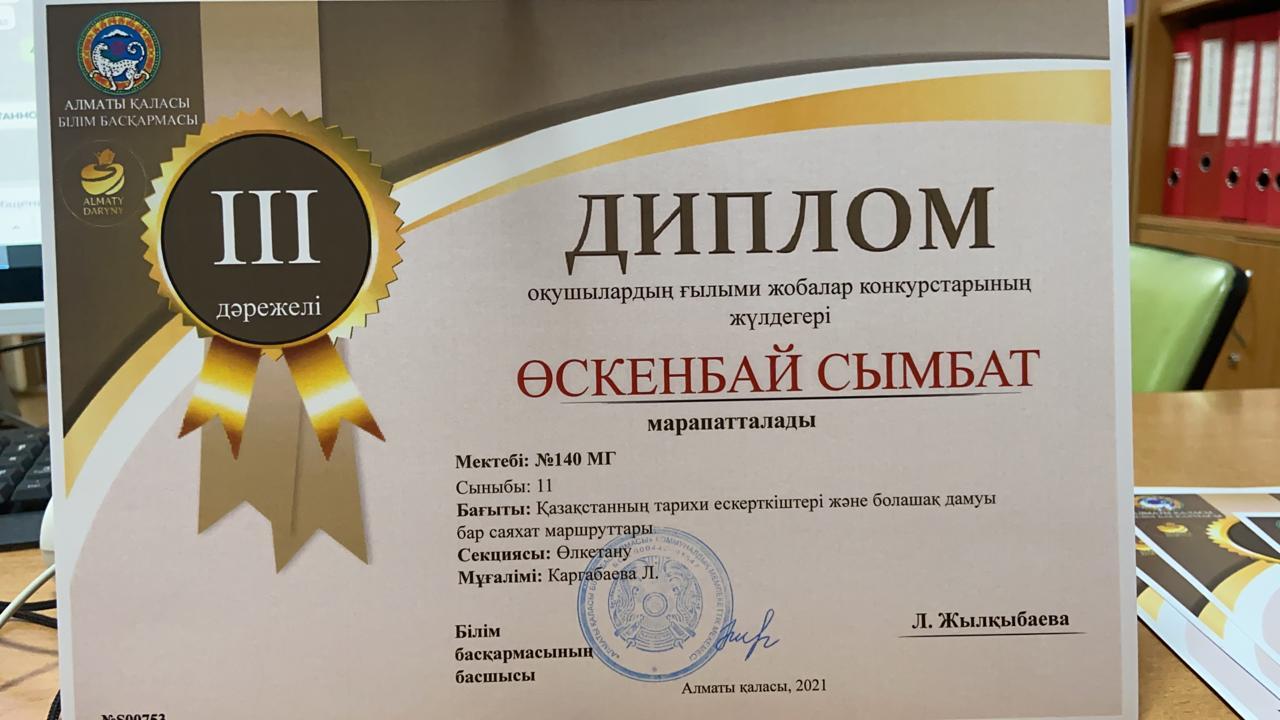 АЛМАТЫ ҚАЛАСЫ
БІЛІМ БАСҚАРМАСЫ
ALMATY
DARYNY
III
дәрежелі
ДИПЛОМ
оқушылардың ғылыми жобалар конкурстарының
жүлдегері
ӨСКЕНБАЙ СЫМБАТ
марапатталады
Мектебі: №140 МГ
Сыныбы: 11
Бағыты: Қазақстанның тарихи ескерткіштері және болашақ дамуы
бар саяхат маршруттары
Секциясы: Өлкетану
Мұғалімі: Каргабаева Л.
Білім
басқармасының
басшысы
Л. Жылқыбаева
Алматы қаласы, 2021
№S00753